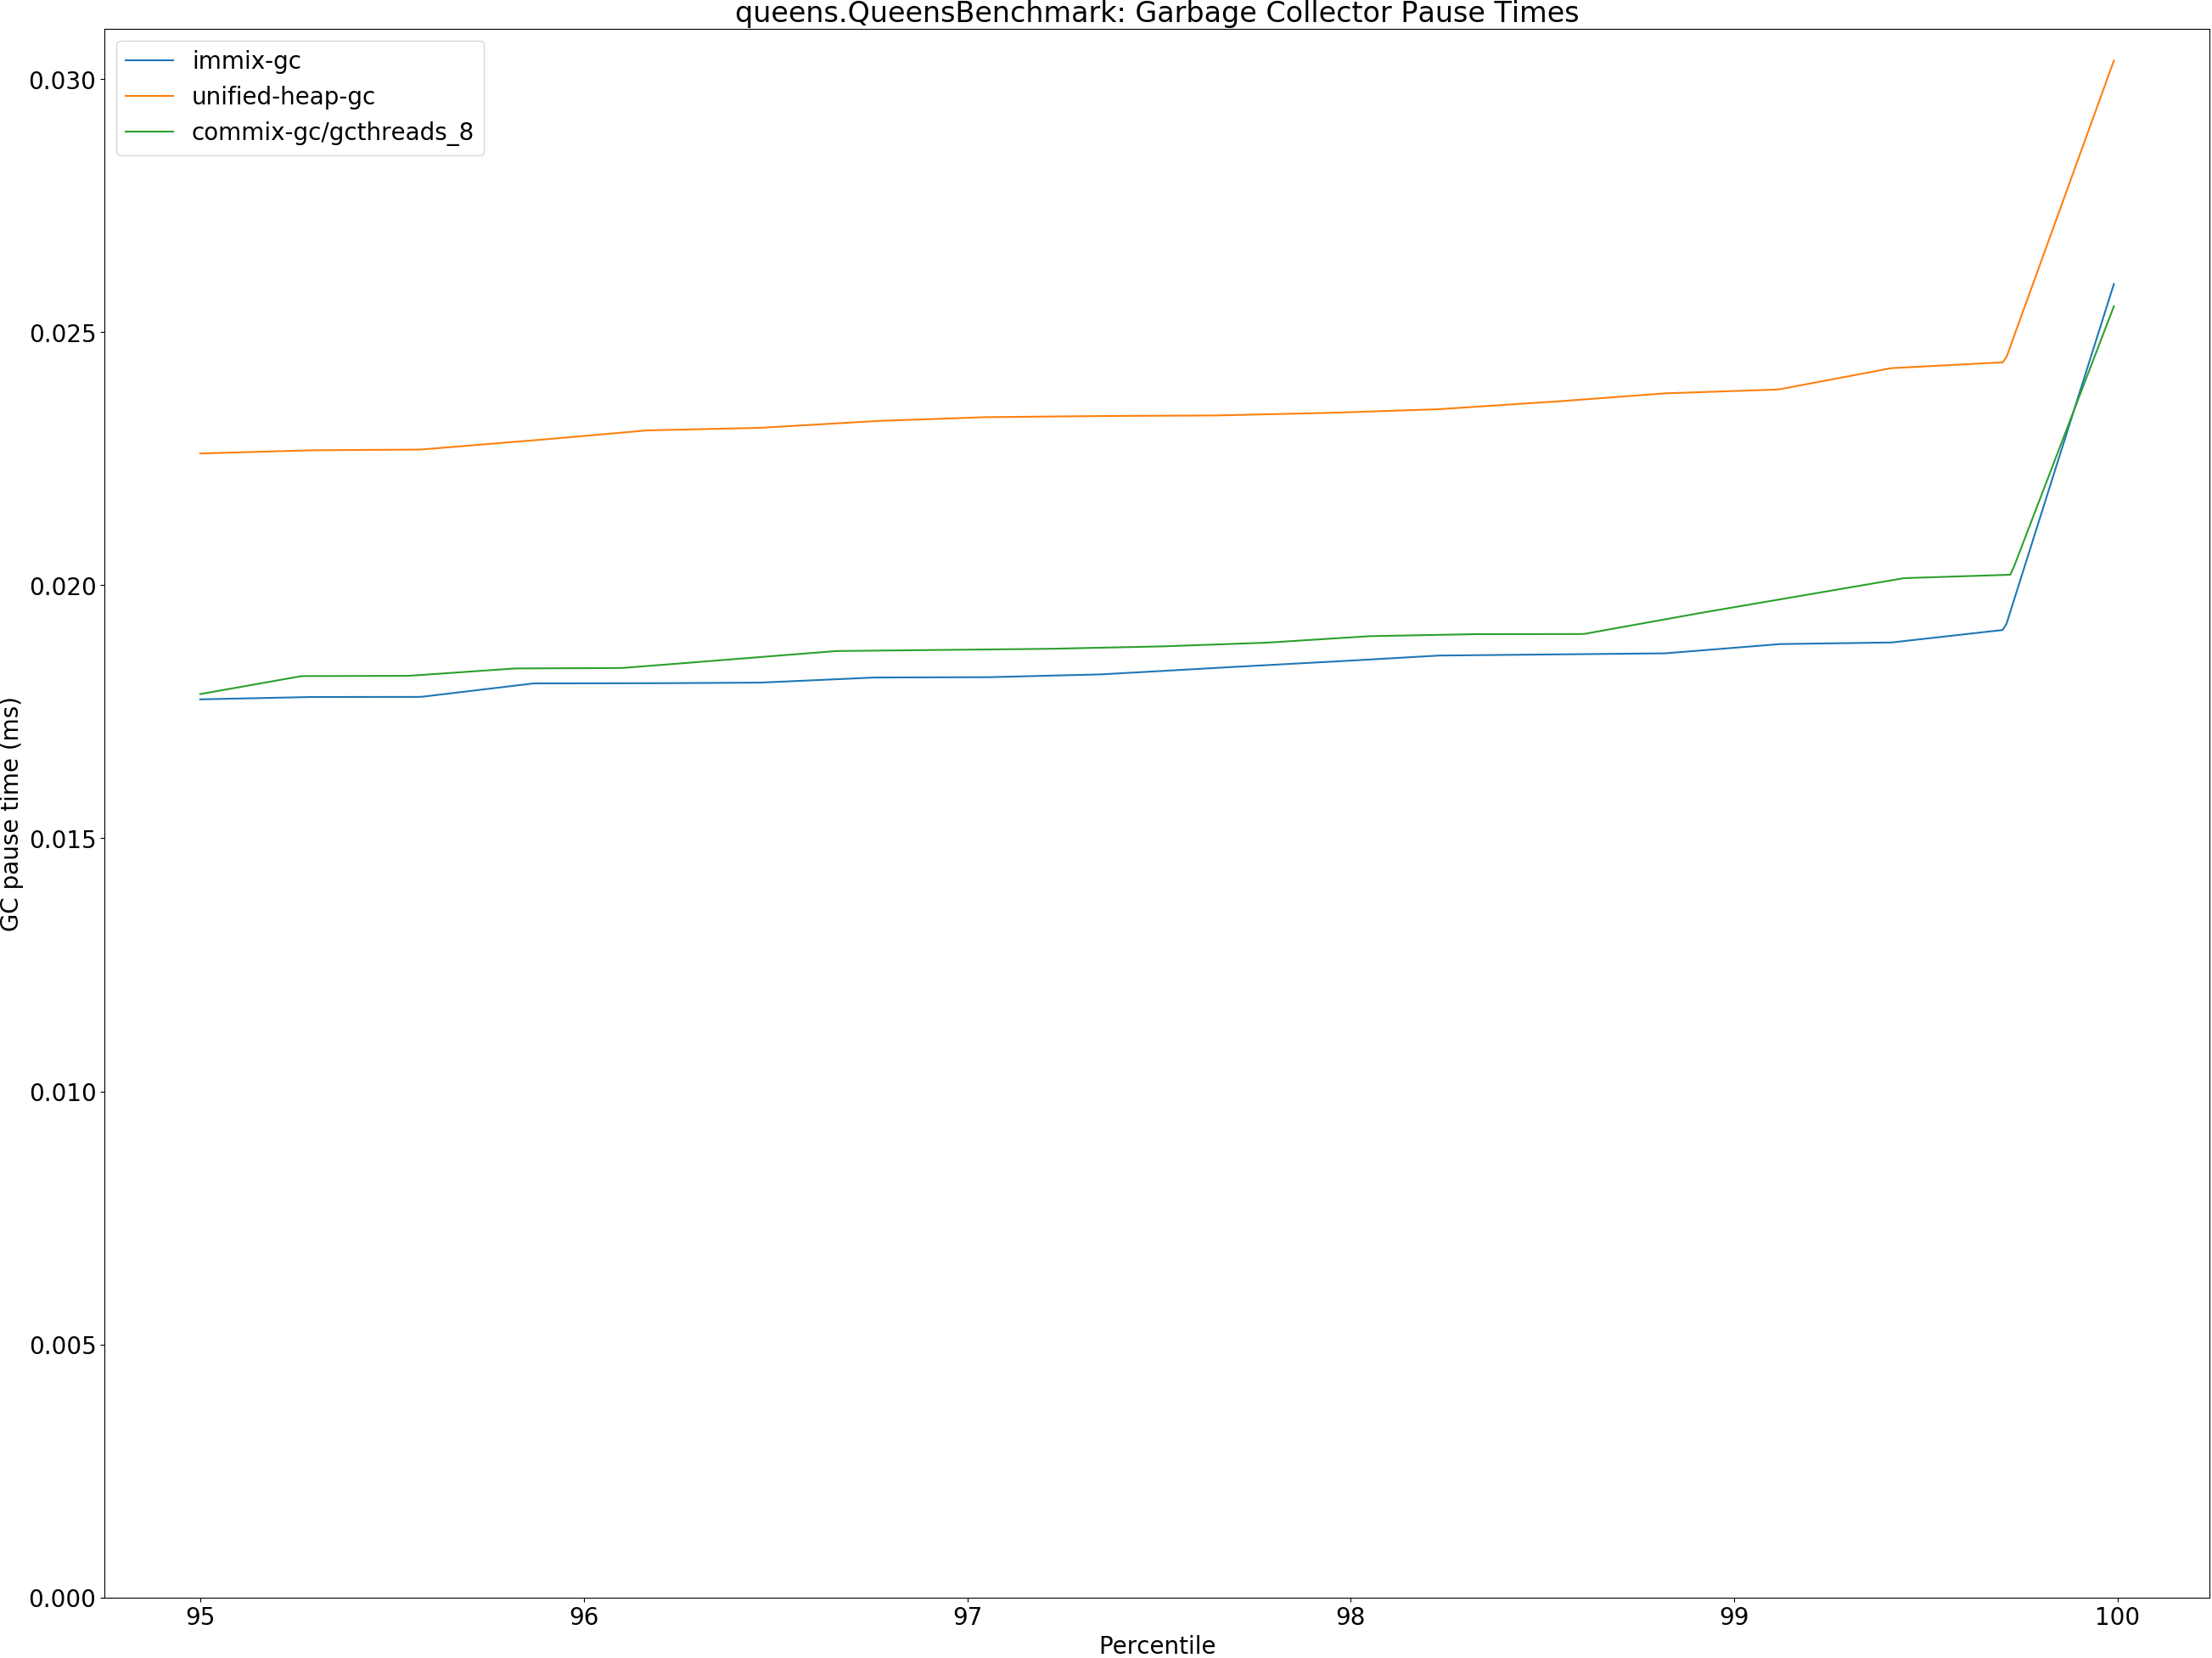 queens.QueensBenchmark: Garbage Collector Pause Times
immix-gc
unified-heap-gc
commix-gc/gcthreads_8
GC pause time (ms)
0.030
0.025
0.020
0.015
0.010
0.005
0.000
95 96 97 98 99 100
Percentile